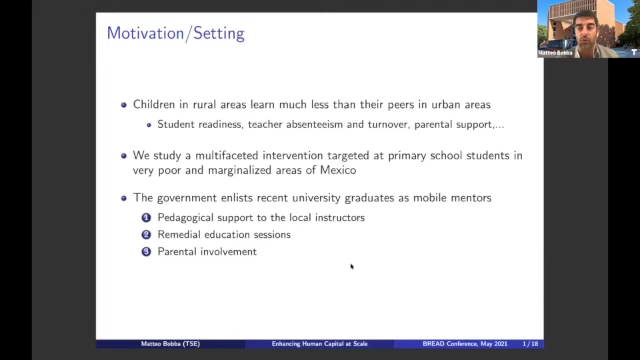 Motivation/Setting
Children in rural areas learn much less than their peers in urban areas
Student readiness, teacher absenteeism and turnover, parental support,...
We study a multifaceted intervention targeted at primary school students in
very poor and marginalized areas of Mexico
The government enlists recent university graduates as mobile mentors
1 Pedagogical support to the local instructors
2 Remedial education sessions
3 Parental involvement
Matteo Bobba (TSE) Enhancing Human Capital at Scale BREAD Conference, May 2021 1 / 18
Matteo Bobba
T